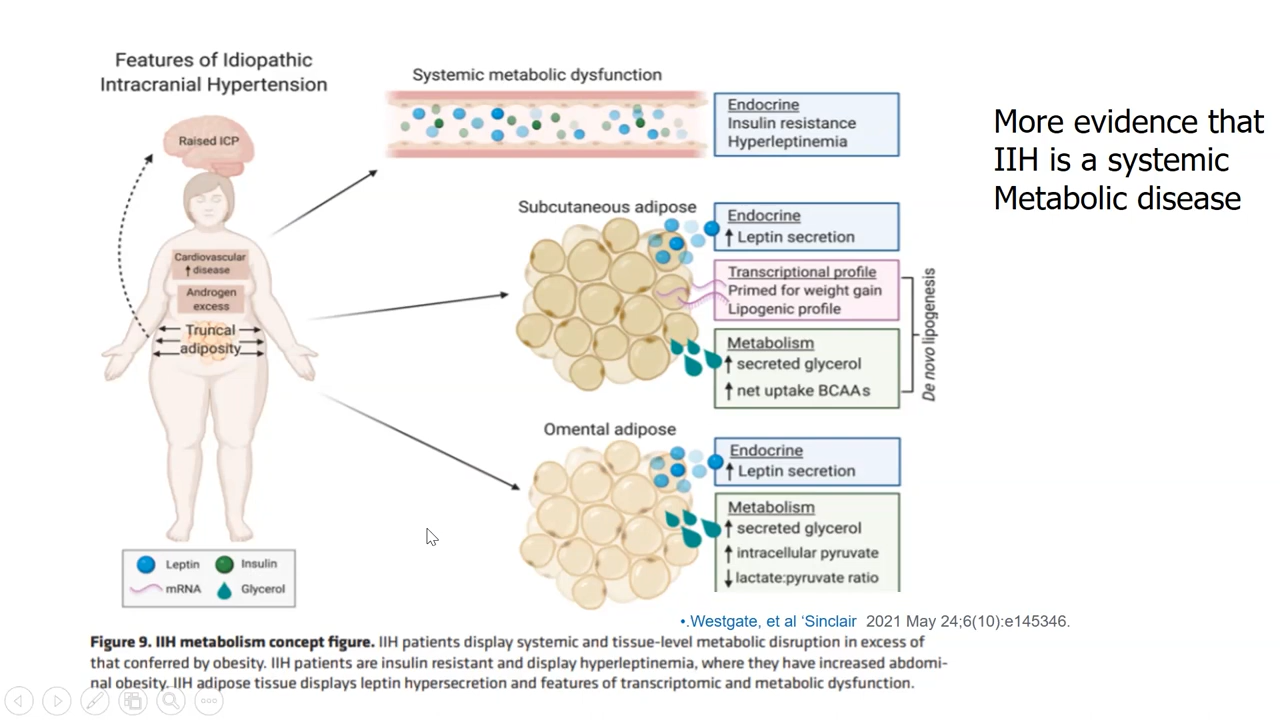 Features of Idiopathic
Intracranial Hypertension
Raised ICP
Cardiovascular
↑ disease
Androgen
excess
Truncal
adiposity
Leptin
Insulin
mRNA
Glycerol
Systemic metabolic dysfunction
Endocrine
Insulin resistance
Hyperleptinemia
Subcutaneous adipose
Endocrine
↑ Leptin secretion
Transcriptional profile
Primed for weight gain
Lipogenic profile
Metabolism
↑ secreted glycerol
↑ net uptake BCAAs
De novo lipogenesis
Omental adipose
Endocrine
↑ Leptin secretion
Metabolism
↑ secreted glycerol
↑ intracellular pyruvate
↓ lactate:pyruvate ratio
More evidence that
IIH is a systemic
Metabolic disease
•.Westgate, et al ‘Sinclair 2021 May 24;6(10):e145346.
Figure 9. IIH metabolism concept figure. IIH patients display systemic and tissue-level metabolic disruption in excess of
that conferred by obesity. IIH patients are insulin resistant and display hyperleptinemia, where they have increased abdomi-
nal obesity. IIH adipose tissue displays leptin hypersecretion and features of transcriptomic and metabolic dysfunction.